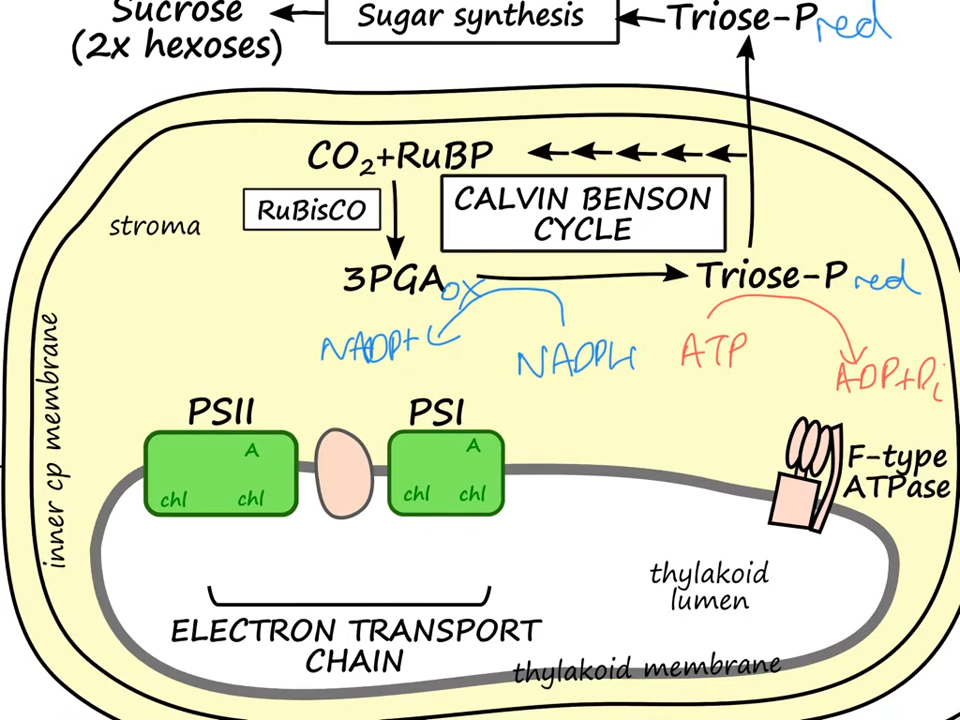 Sucrose
(2x hexoses)
Sugar synthesis
Triose-P red
CO₂+RuBP
RuBisCO
CALVIN BENSON
CYCLE
stroma
3PGA ox
Triose-P red
NADP+
NADPH
ATP
ADP+Pi
inner cp membrane
PSII
PSI
A
chl chl
A
chl chl
F-type
ATPase
thylakoid
lumen
ELECTRON TRANSPORT
CHAIN
thylakoid membrane